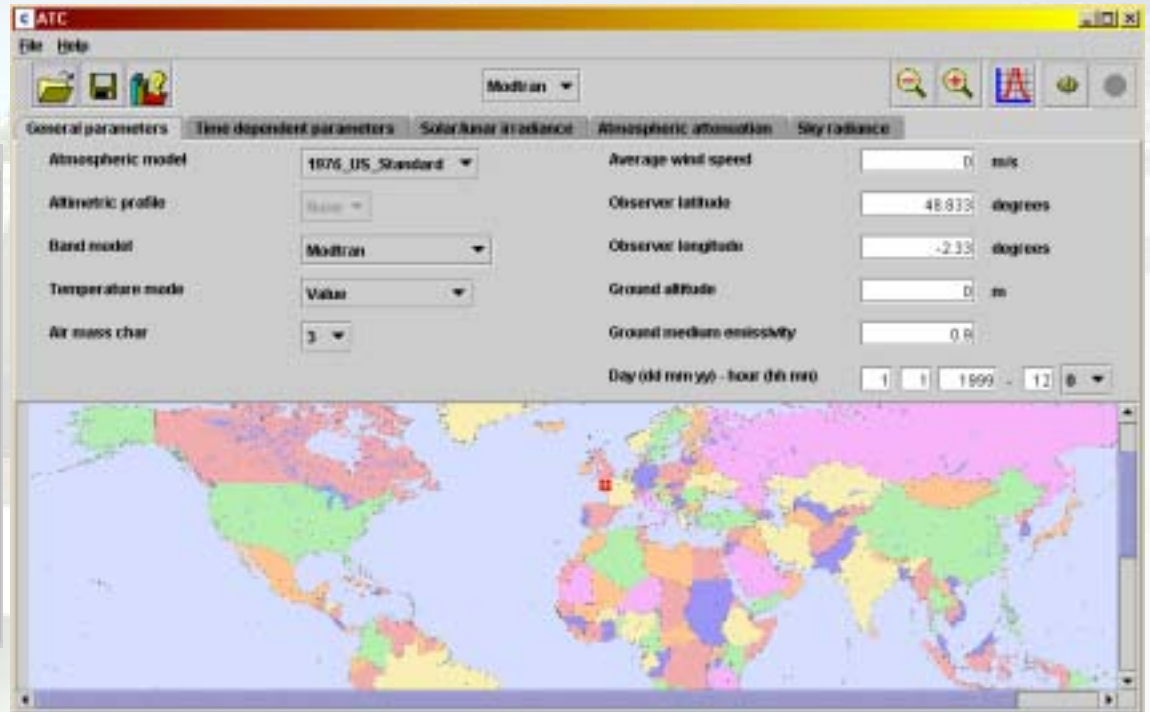 ATC
File Help
Modtran
General parameters Time dependent parameters Solar/lunar irradiance Atmospheric attenuation Sky radiance
Atmospheric model 1976_US_Standard Average wind speed 0 m/s
Altimetric profile None Observer latitude 48.833 degrees
Band model Modtran Observer longitude -2.33 degrees
Temperature mode Value Ground altitude 0 m
Air mass char 3 Ground medium emissivity
Day (dd mm yy) - hour (hh mn) 1 1 1999 - 12 0